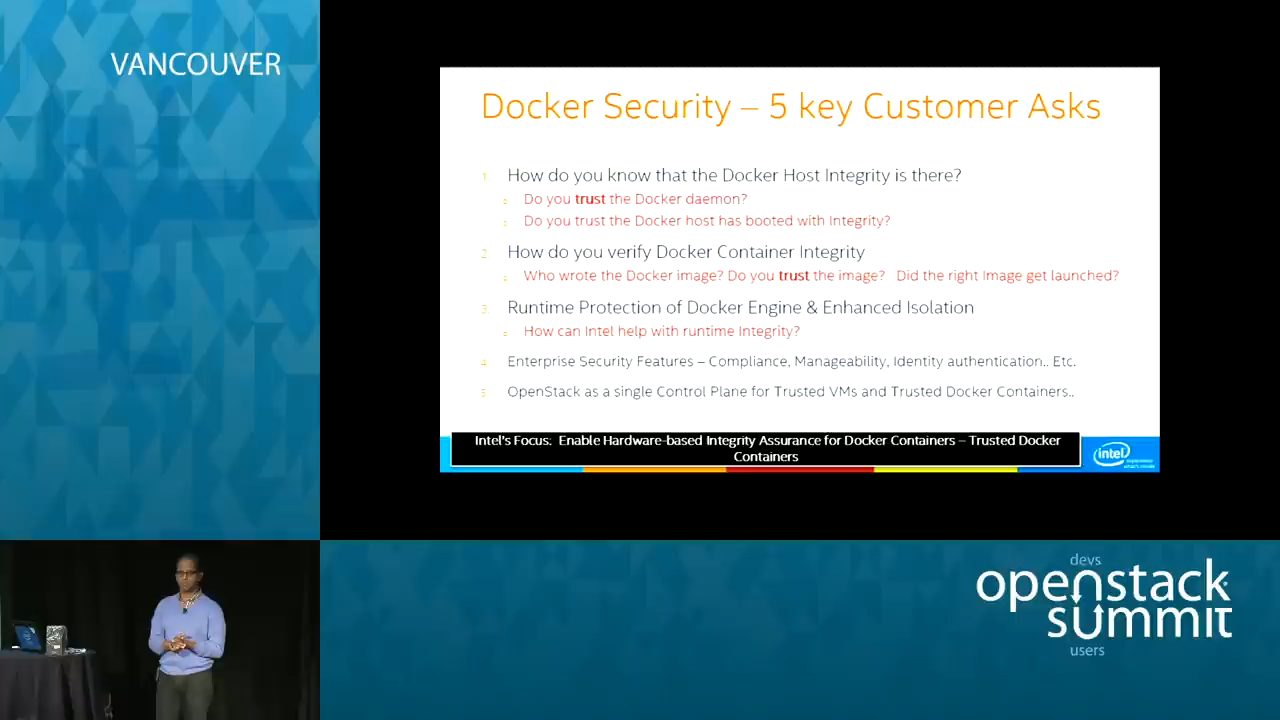 VANCOUVER
Docker Security – 5 key Customer Asks
1. How do you know that the Docker Host Integrity is there?
Do you trust the Docker daemon?
Do you trust the Docker host has booted with Integrity?
2. How do you verify Docker Container Integrity
Who wrote the Docker image? Do you trust the image? Did the right Image get launched?
3. Runtime Protection of Docker Engine & Enhanced Isolation
How can Intel help with runtime Integrity?
4. Enterprise Security Features – Compliance, Manageability, Identity authentication.. Etc.
5. OpenStack as a single Control Plane for Trusted VMs and Trusted Docker Containers..
Intel's Focus: Enable Hardware-based Integrity Assurance for Docker Containers – Trusted Docker
Containers
intel
devs
openstack
summit
users